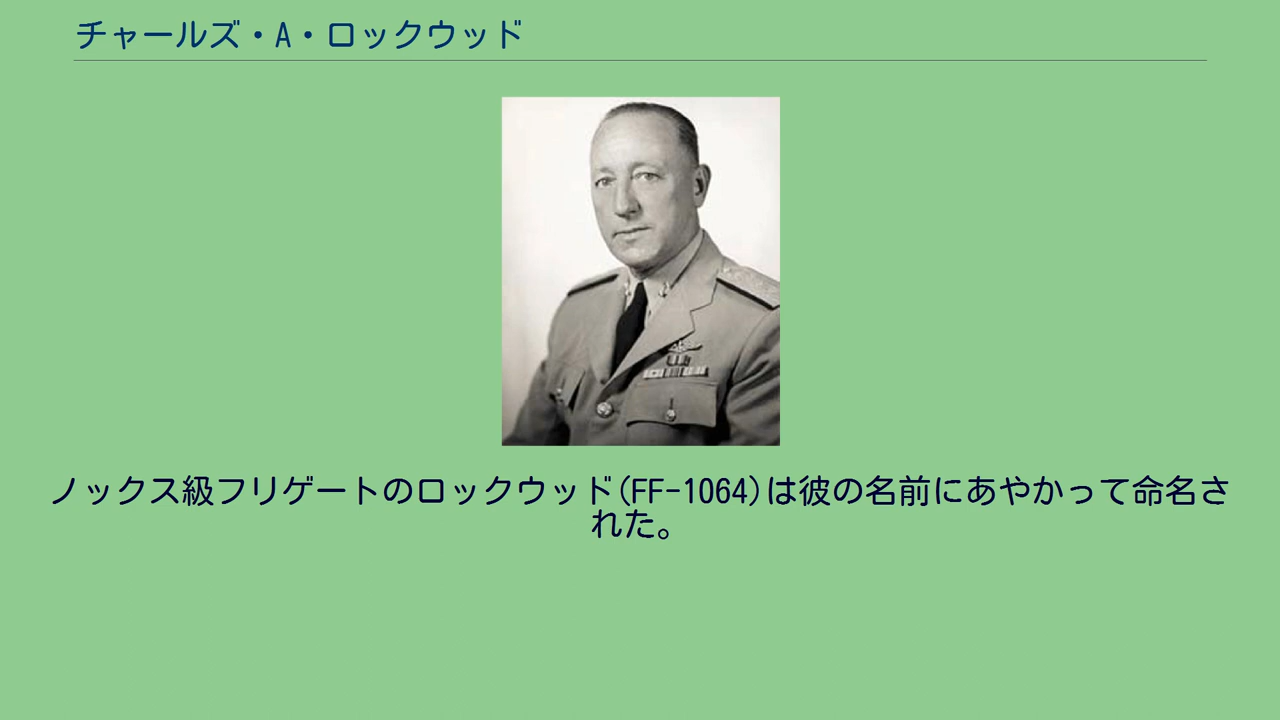 チャールズ・A・ロックウッド
ノックス級フリゲートのロックウッド(FF-1064)は彼の名前にあやかって命名さ
れた。